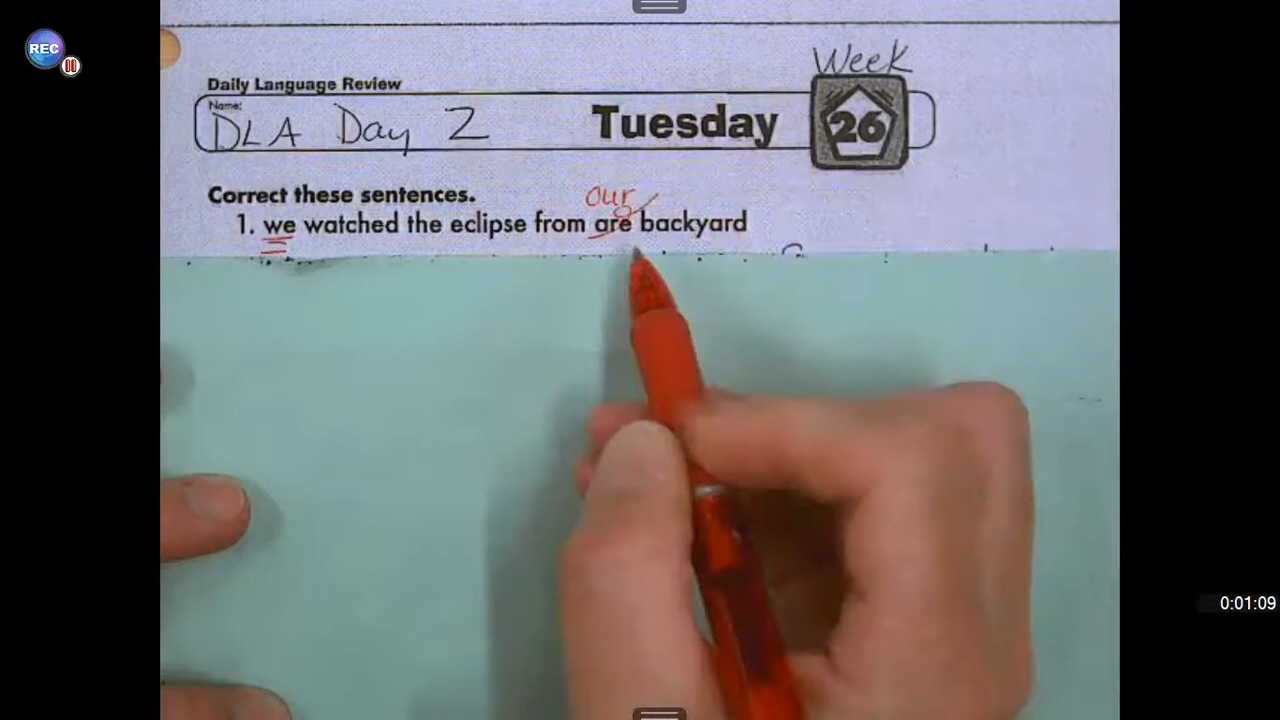 REC
Week
Daily Language Review
Name:
DLA Day 2 Tuesday 26
Correct these sentences.
our
1. we watched the eclipse from are backyard
0:01:09